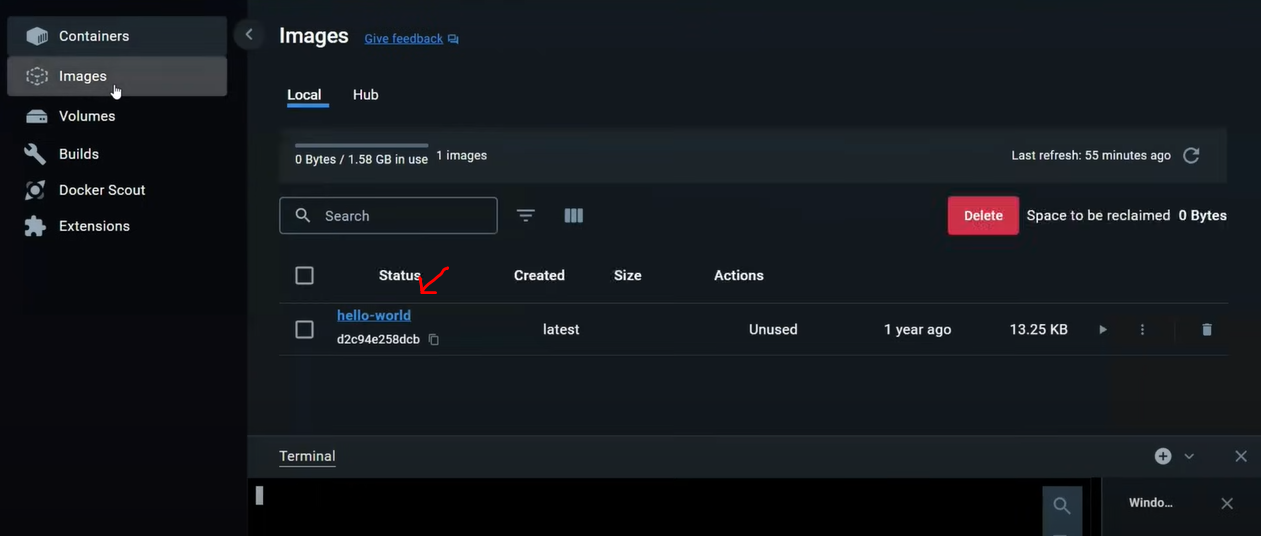 Containers
Images
Volumes
Builds
Docker Scout
Extensions
Images Give feedback
Local Hub
0 Bytes / 1.58 GB in use 1 images
Last refresh: 55 minutes ago
Search
Delete Space to be reclaimed 0 Bytes
Status Created Size Actions
hello-world
d2c94e258dcb
latest Unused 1 year ago 13.25 KB
Terminal
Windo...